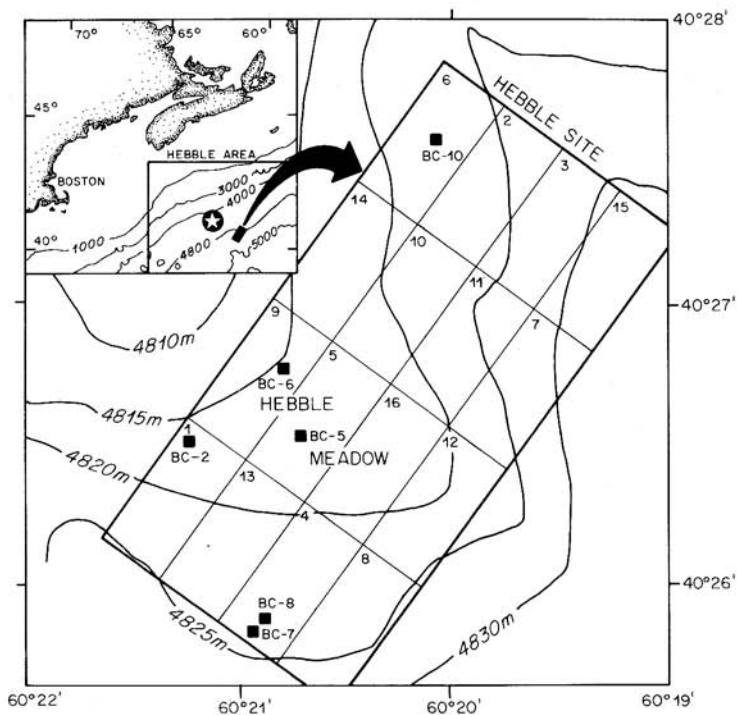 70°
65°
60°
45°
BOSTON
HEBBLE AREA
3000
4000
1000
40°
4800
5000
60°20'
40°28'
HEBBLE SITE
6
2
3
15
BC-10
14
10
11
7
40°27'
4810m
9
5
16
12
BC-6
HEBBLE
4815m
1
BC-5
BC-2
MEADOW
4820m
13
4
8
40°26'
BC-8
BC-7
4825m
4830m
60°22'
60°21'
60°20'
60°19'